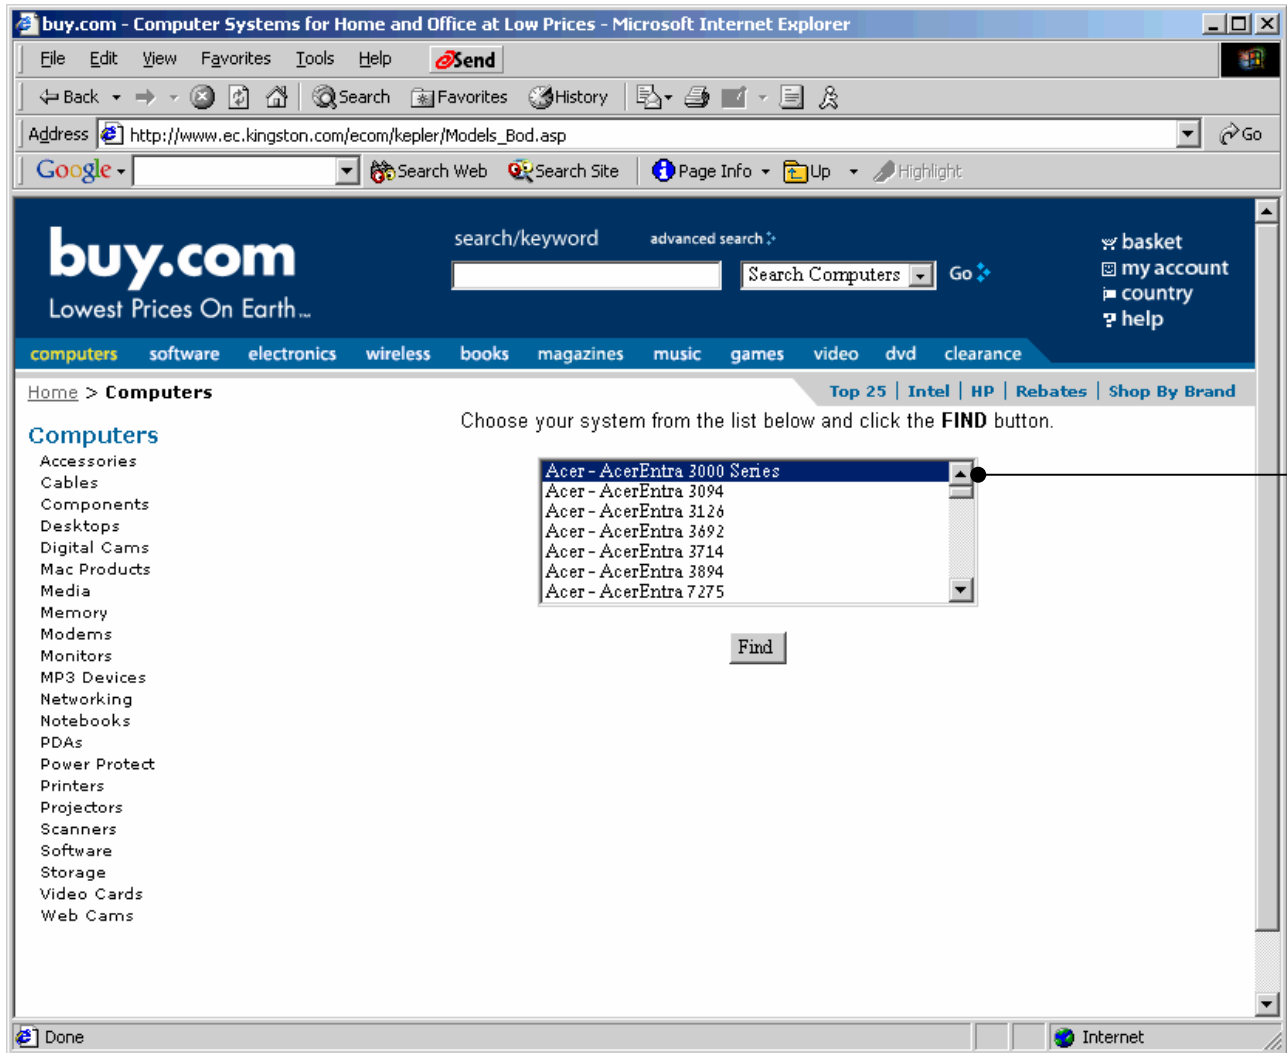 buy.com - Computer Systems for Home and Office at Low Prices - Microsoft Internet Explorer
File Edit View Favorites Tools Help Send
Back Search Favorites History
Address http://www.ec.kingston.com/ecom/kepler/Models_Bod.asp Go
Google Search Web Search Site Page Info Up Highlight
buy.com
Lowest Prices On Earth™
search/keyword advanced search
Search Computers Go
basket
my account
country
help
computers software electronics wireless books magazines music games video dvd clearance
Home > Computers
Top 25 | Intel | HP | Rebates | Shop By Brand
Choose your system from the list below and click the FIND button.
Computers
Accessories
Cables
Components
Desktops
Digital Cams
Mac Products
Media
Memory
Modems
Monitors
MP3 Devices
Networking
Notebooks
PDAs
Power Protect
Printers
Projectors
Scanners
Software
Storage
Video Cards
Web Cams
Acer - AcerEntra 3000 Series
Acer - AcerEntra 3094
Acer - AcerEntra 3126
Acer - AcerEntra 3692
Acer - AcerEntra 3714
Acer - AcerEntra 3894
Acer - AcerEntra 7275
Find
Done Internet